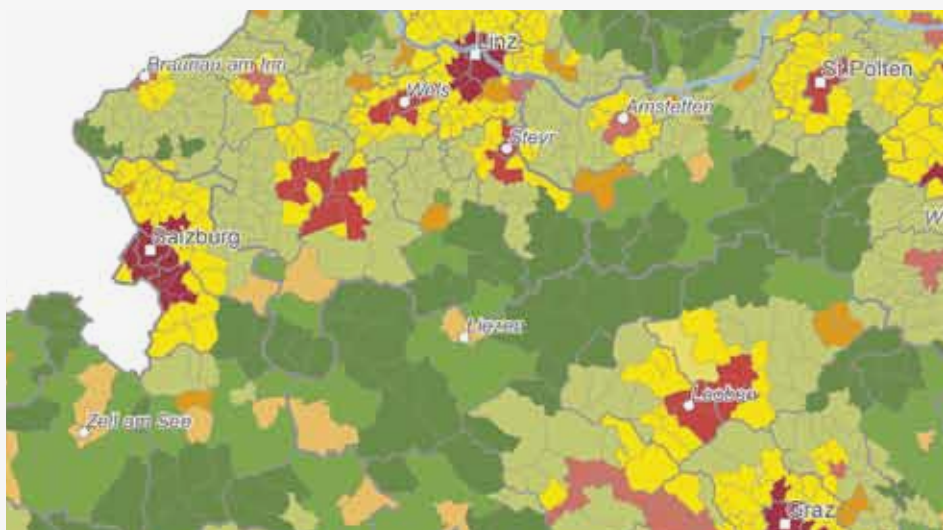 Linz
Braunau am Inn
St.Pölten
Wels
Amstetten
Steyr
W
Salzburg
Liezen
Leoben
Zell am See
Graz